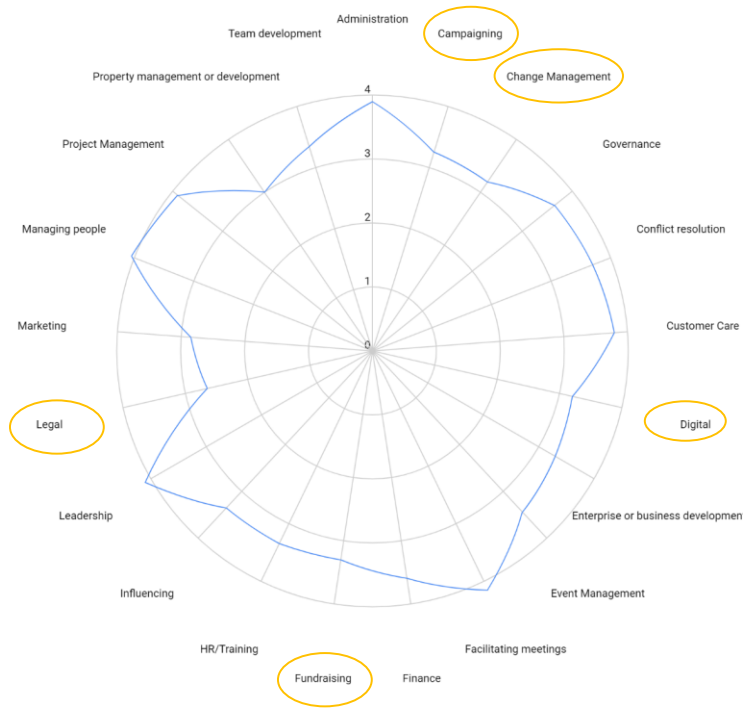 Administration
Campaigning
Team development
Change Management
Property management or development
4
Project Management
Governance
3
Managing people
Conflict resolution
2
1
Marketing
Customer Care
0
Legal
Digital
Leadership
Enterprise or business development
Influencing
Event Management
HR/Training
Facilitating meetings
Fundraising
Finance